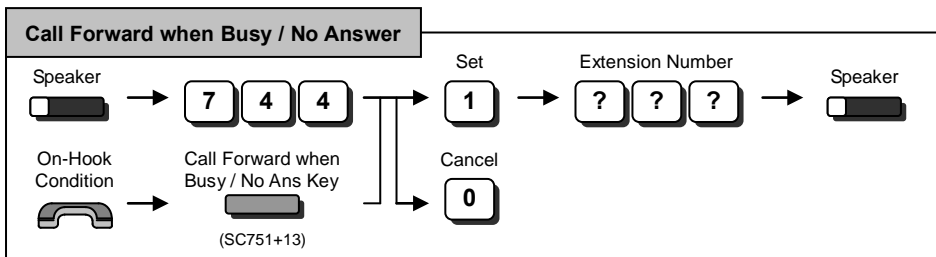 Call Forward when Busy / No Answer
Speaker
7 4 4
Set
1
Extension Number
? ? ?
Speaker
On-Hook
Condition
Call Forward when
Busy / No Ans Key
(SC751+13)
Cancel
0